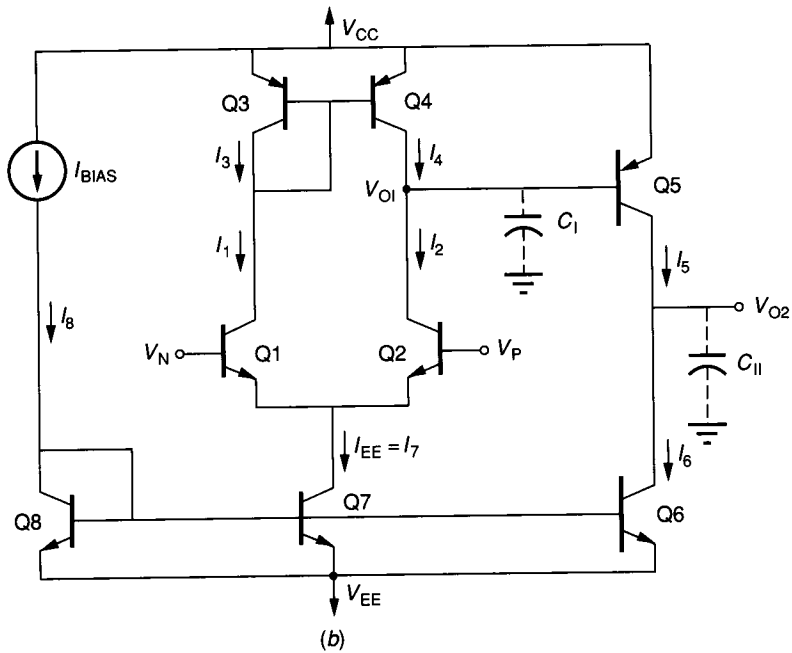 V_CC
Q3
Q4
I_3
I_4
I_BIAS
V_OI
Q5
C_I
I_1
I_2
I_5
I_8
V_O2
V_N
Q1
Q2
V_P
C_II
I_EE = I_7
I_6
Q8
Q7
Q6
V_EE
(b)